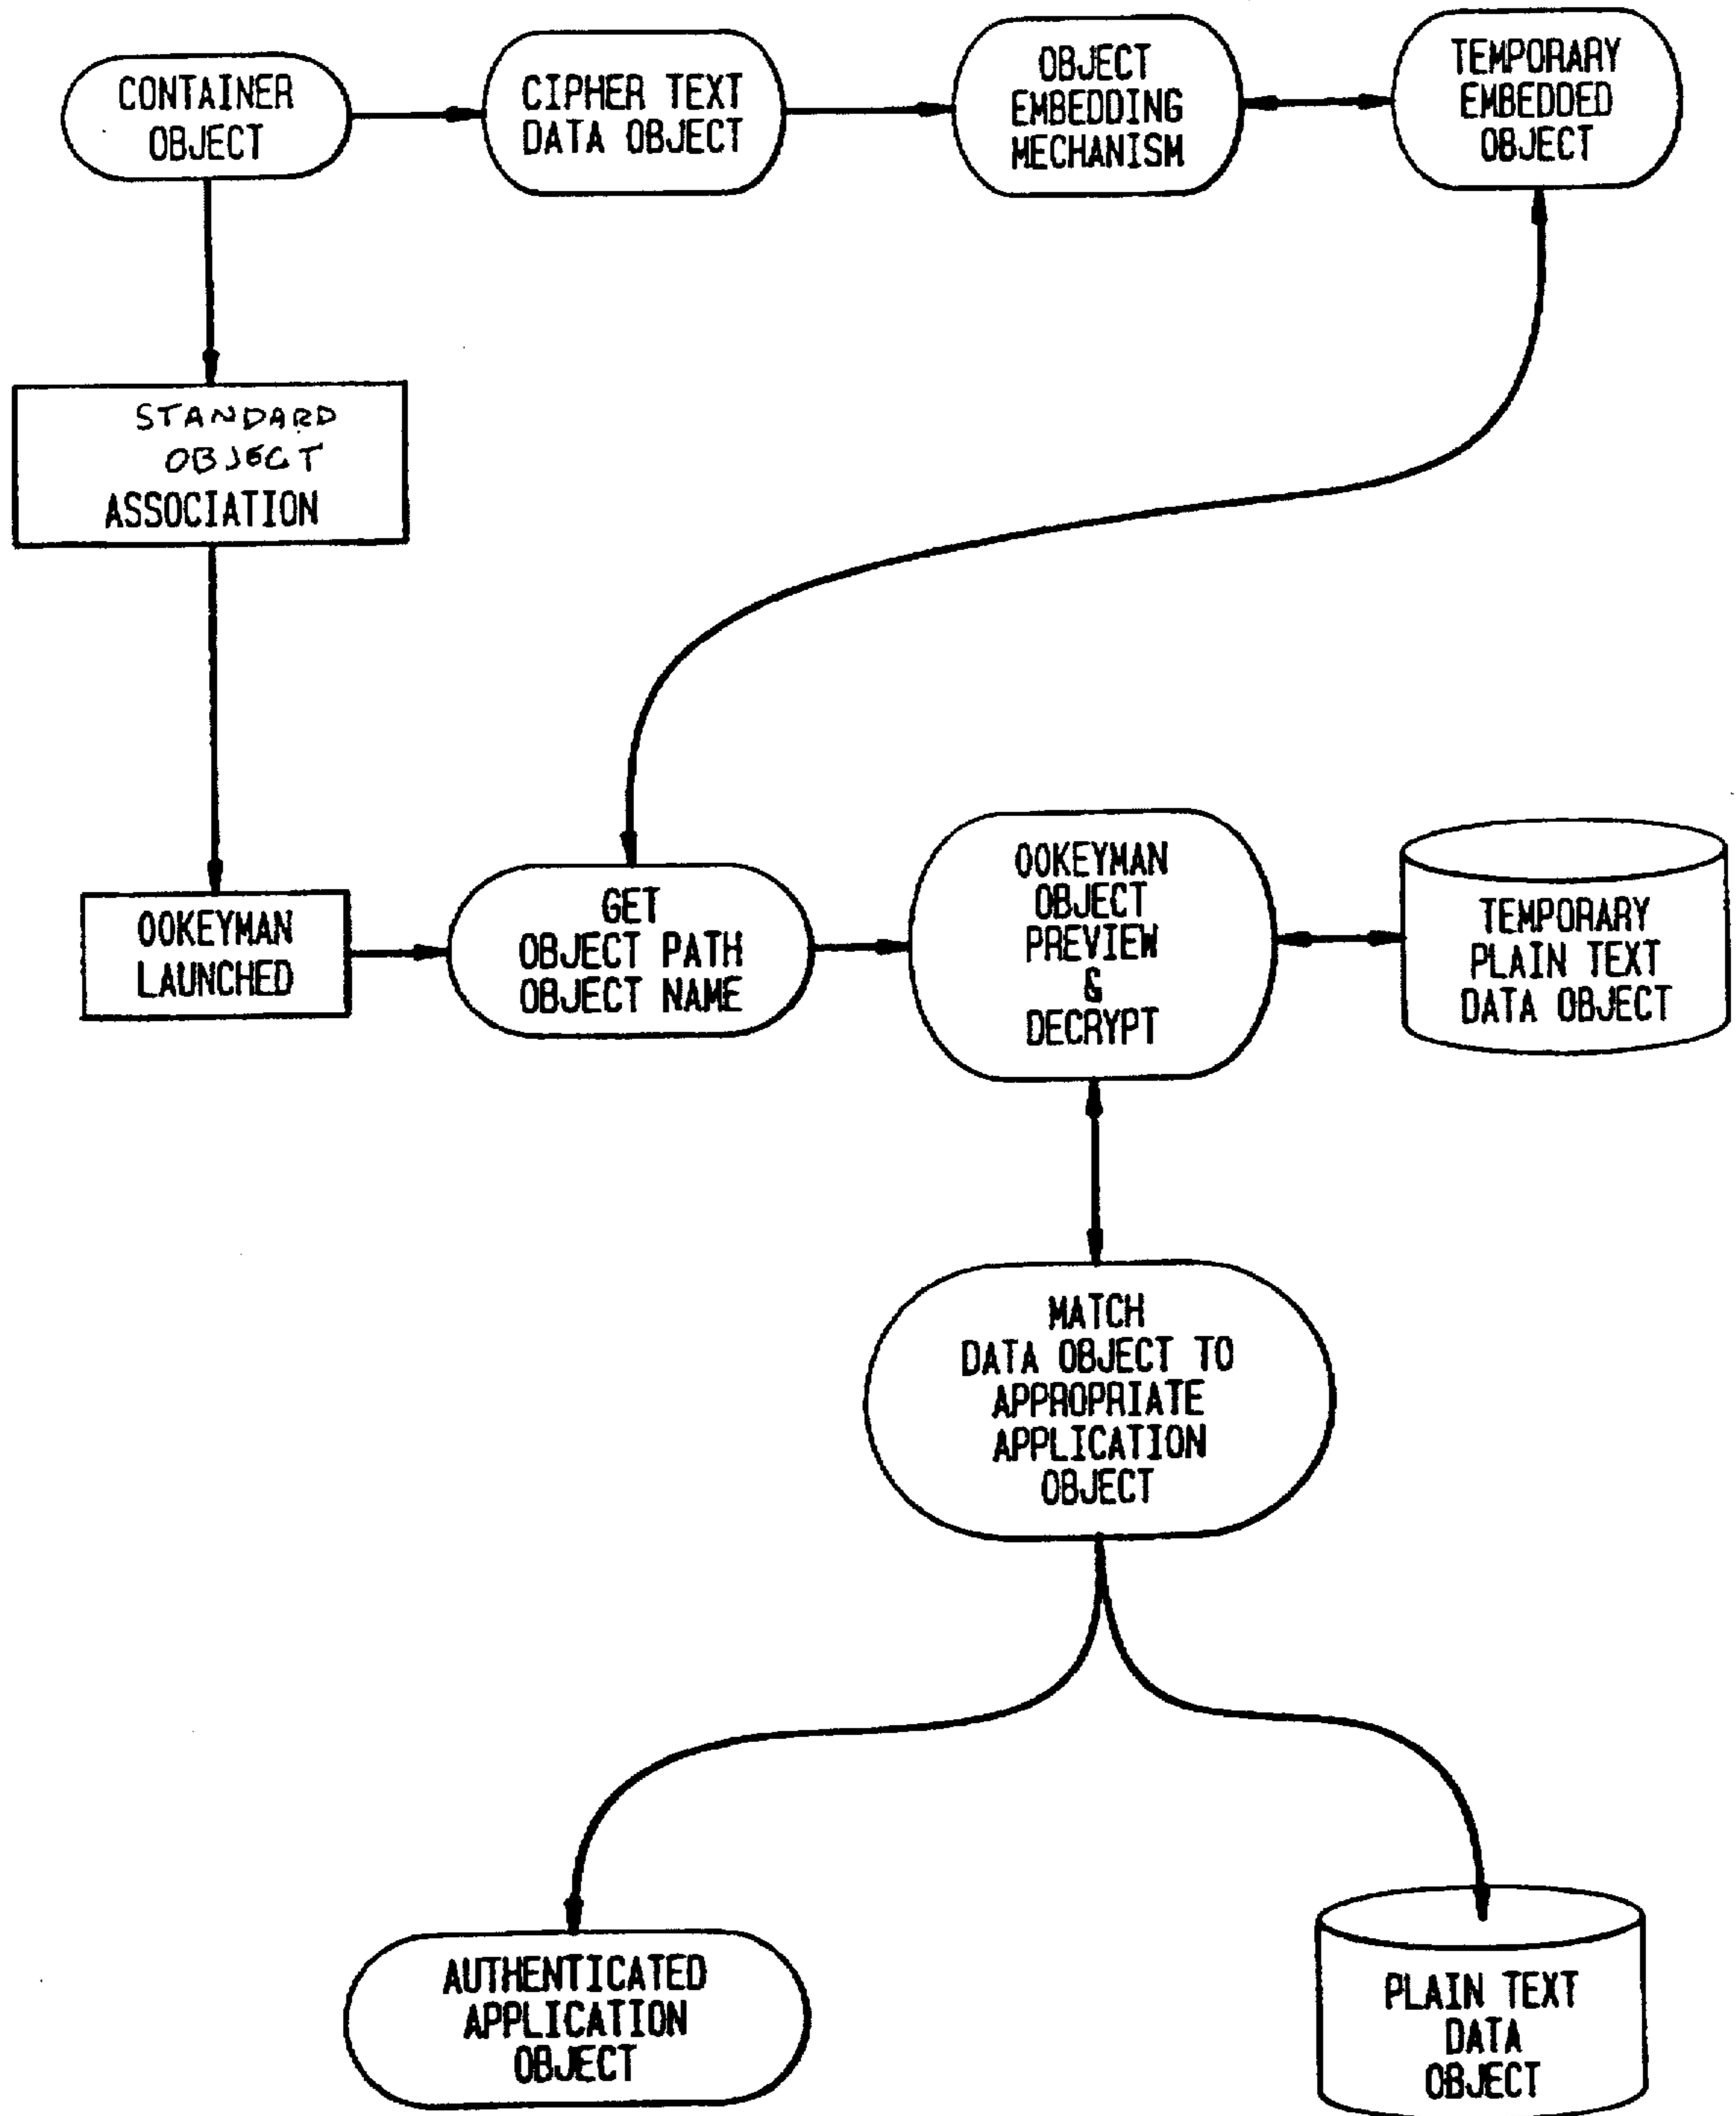 CONTAINER
OBJECT
CIPHER TEXT
DATA OBJECT
OBJECT
EMBEDDING
MECHANISM
TEMPORARY
EMBEDDED
OBJECT
STANDARD
OBJECT
ASSOCIATION
OOKEYMAN
LAUNCHED
GET
OBJECT PATH
OBJECT NAME
OOKEYMAN
OBJECT
PREVIEW
&
DECRYPT
TEMPORARY
PLAIN TEXT
DATA OBJECT
MATCH
DATA OBJECT TO
APPROPRIATE
APPLICATION
OBJECT
AUTHENTICATED
APPLICATION
OBJECT
PLAIN TEXT
DATA
OBJECT